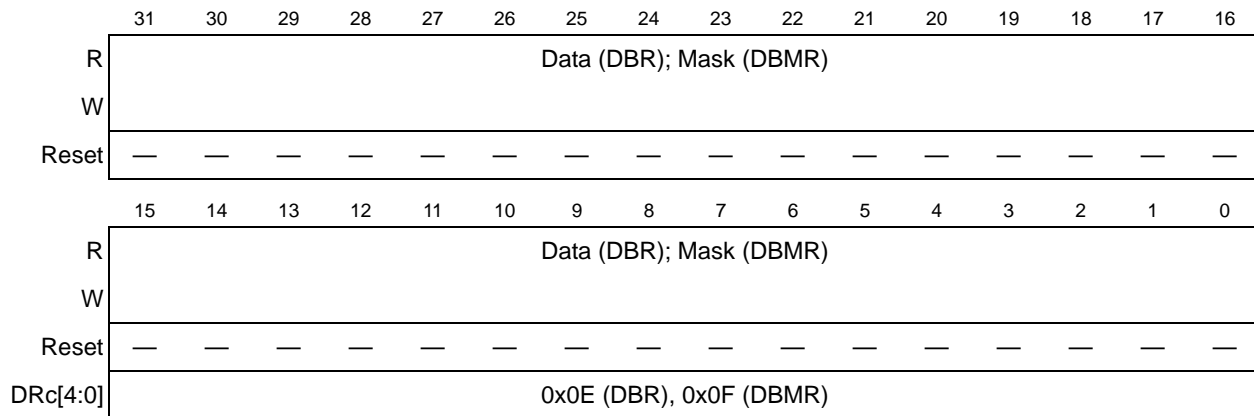 31 30 29 28 27 26 25 24 23 22 21 20 19 18 17 16
R Data (DBR); Mask (DBMR)
W
Reset — — — — — — — — — — — — — — — —
15 14 13 12 11 10 9 8 7 6 5 4 3 2 1 0
R Data (DBR); Mask (DBMR)
W
Reset — — — — — — — — — — — — — — — —
DRc[4:0] 0x0E (DBR), 0x0F (DBMR)